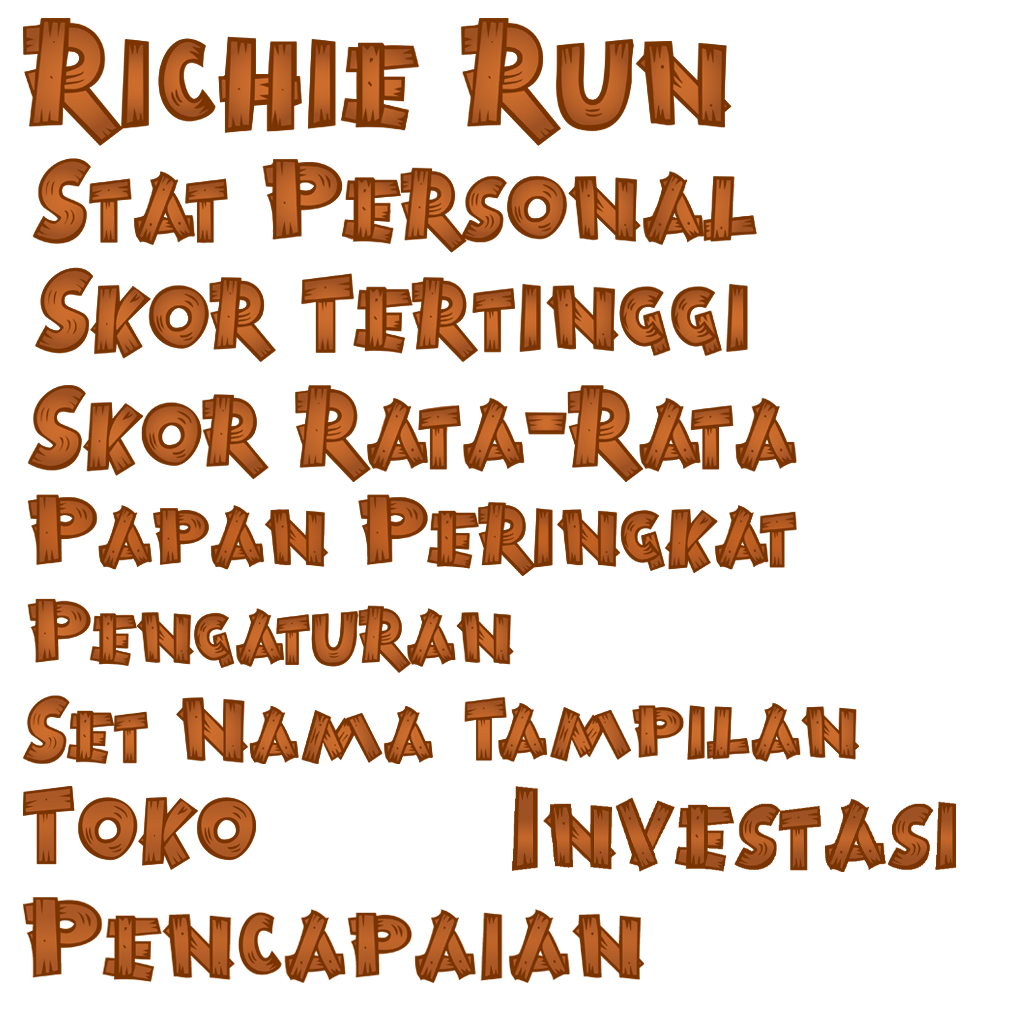 Richie Run
Stat Personal
Skor Tertinggi
Skor Rata-Rata
Papan Peringkat
Pengaturan
Set Nama Tampilan
Toko Investasi
Pencapaian